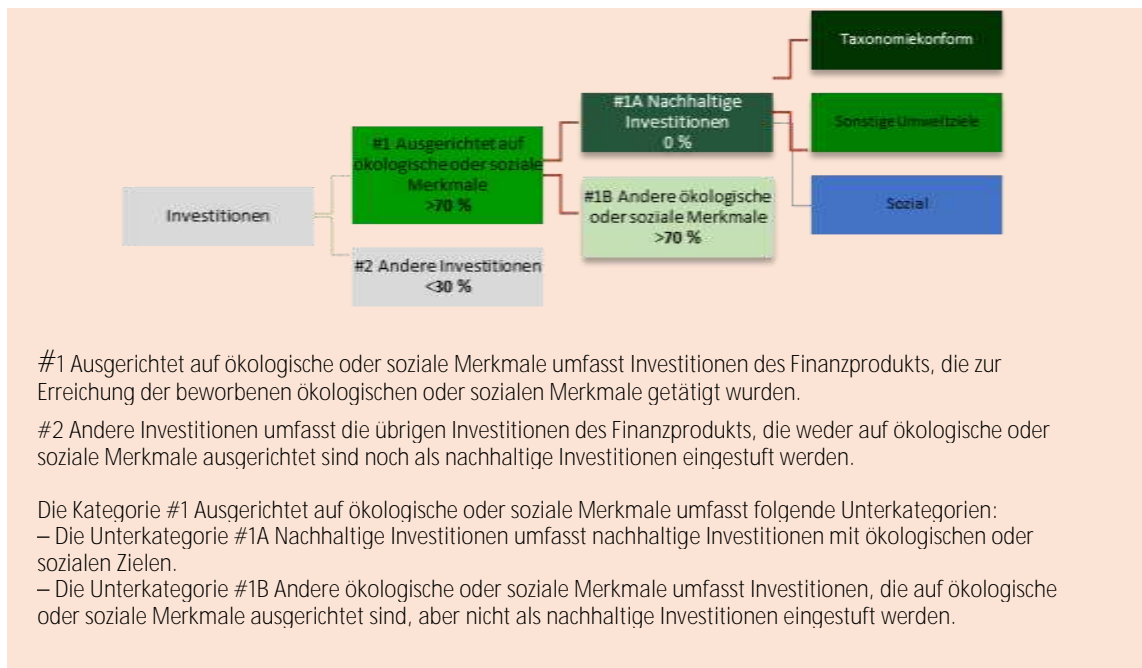 Taxonomiekonform
#1A Nachhaltige
Investitionen
0 %
Sonstige Umweltziele
#1 Ausgerichtet auf
ökologische oder soziale
Merkmale
>70 %
#1B Andere ökologische
oder soziale Merkmale
>70 %
Sozial
Investitionen
#2 Andere Investitionen
<30 %
#1 Ausgerichtet auf ökologische oder soziale Merkmale umfasst Investitionen des Finanzprodukts, die zur
Erreichung der beworbenen ökologischen oder sozialen Merkmale getätigt wurden.
#2 Andere Investitionen umfasst die übrigen Investitionen des Finanzprodukts, die weder auf ökologische oder
soziale Merkmale ausgerichtet sind noch als nachhaltige Investitionen eingestuft werden.
Die Kategorie #1 Ausgerichtet auf ökologische oder soziale Merkmale umfasst folgende Unterkategorien:
– Die Unterkategorie #1A Nachhaltige Investitionen umfasst nachhaltige Investitionen mit ökologischen oder
sozialen Zielen.
– Die Unterkategorie #1B Andere ökologische oder soziale Merkmale umfasst Investitionen, die auf ökologische
oder soziale Merkmale ausgerichtet sind, aber nicht als nachhaltige Investitionen eingestuft werden.